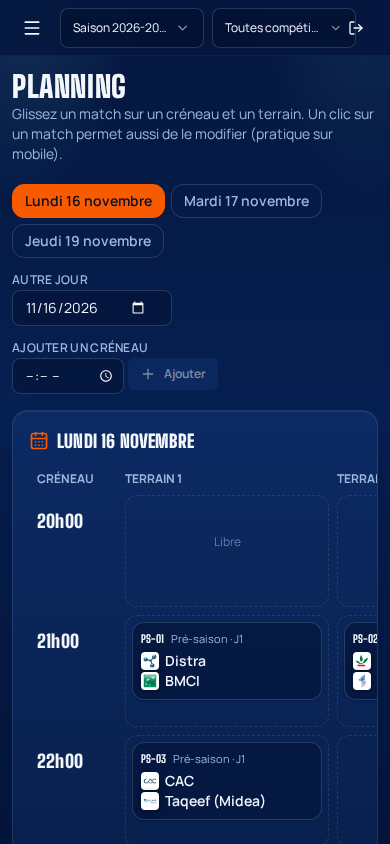 Saison 2026-20...
Toutes compéti...
PLANNING
Glissez un match sur un créneau et un terrain. Un clic sur
un match permet aussi de le modifier (pratique sur
mobile).
Lundi 16 novembre
Mardi 17 novembre
Jeudi 19 novembre
AUTRE JOUR
11/16/2026
AJOUTER UN CRÉNEAU
--:--
Ajouter
LUNDI 16 NOVEMBRE
CRÉNEAU
TERRAIN 1
20h00
Libre
21h00
PS-01 Pré-saison · J1
PS-02
Distra
BMCI
22h00
PS-03 Pré-saison · J1
CAC
Taqeef (Midea)